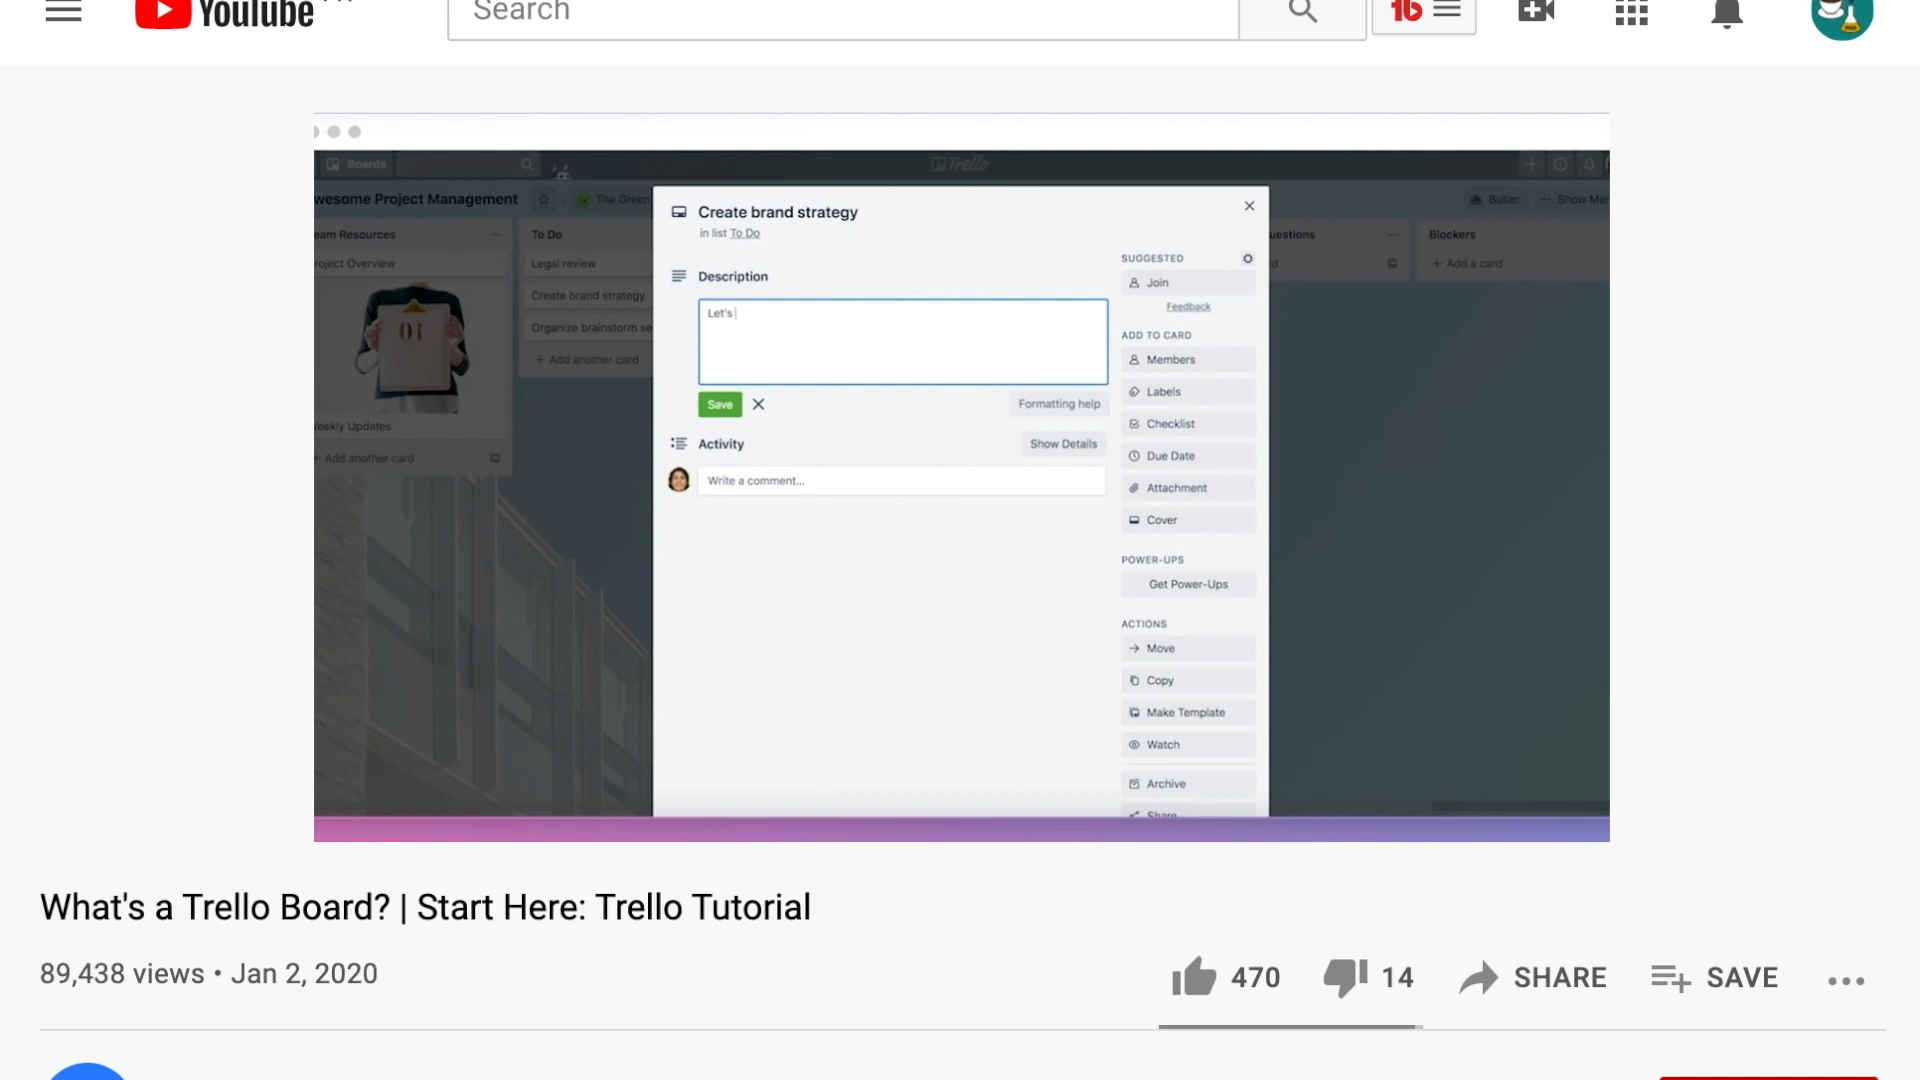 YouTube
Search
Boards
Trello
wesome Project Management
The Green
Butler
Show Mer
eam Resources
To Do
uestions
Blockers
roject Overview
Legal review
Create brand strategy
Organize brainstorm se
+ Add another card
+ Add a card
eekly Updates
Add another card
Create brand strategy
in list To Do
Description
Let's
Save
Formatting help
Activity
Show Details
Write a comment...
SUGGESTED
Join
Feedback
ADD TO CARD
Members
Labels
Checklist
Due Date
Attachment
Cover
POWER-UPS
Get Power-Ups
ACTIONS
Move
Copy
Make Template
Watch
Archive
Share
What's a Trello Board? | Start Here: Trello Tutorial
89,438 views • Jan 2, 2020
470
14
SHARE
SAVE